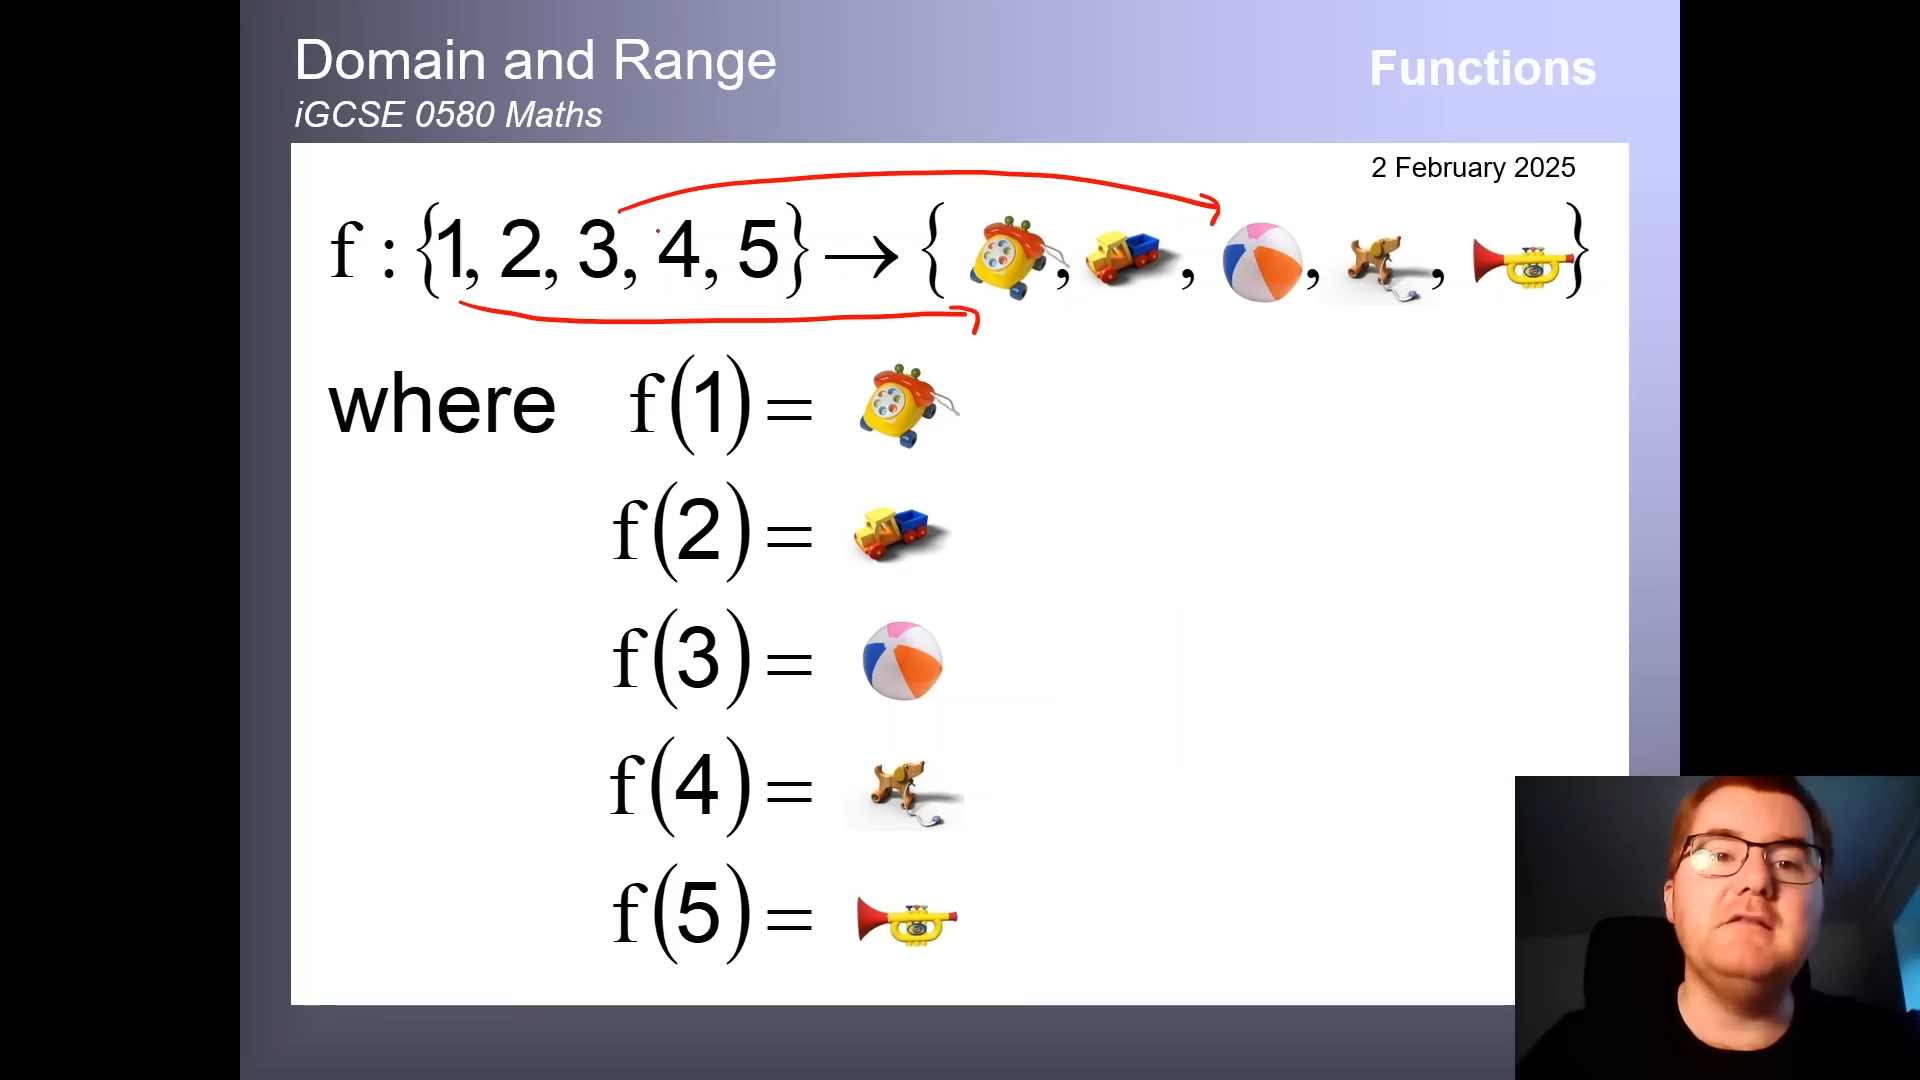 Domain and Range
Functions
iGCSE 0580 Maths
2 February 2025
f : {1, 2, 3, 4, 5} → { , , , , }
where f(1) =
f(2) =
f(3) =
f(4) =
f(5) =